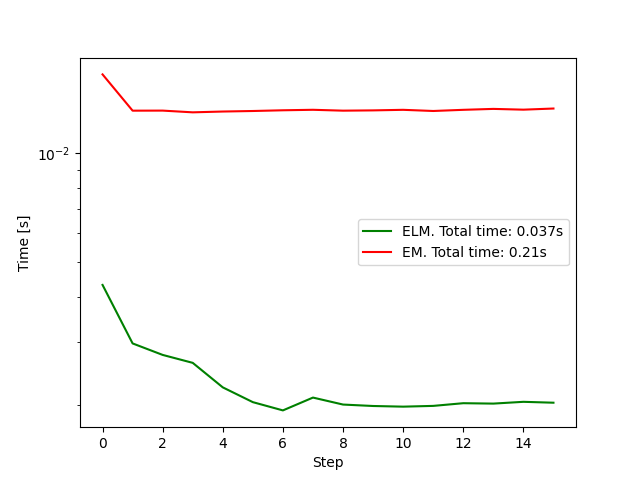 10⁻²
Time [s]
ELM. Total time: 0.037s
EM. Total time: 0.21s
0 2 4 6 8 10 12 14
Step